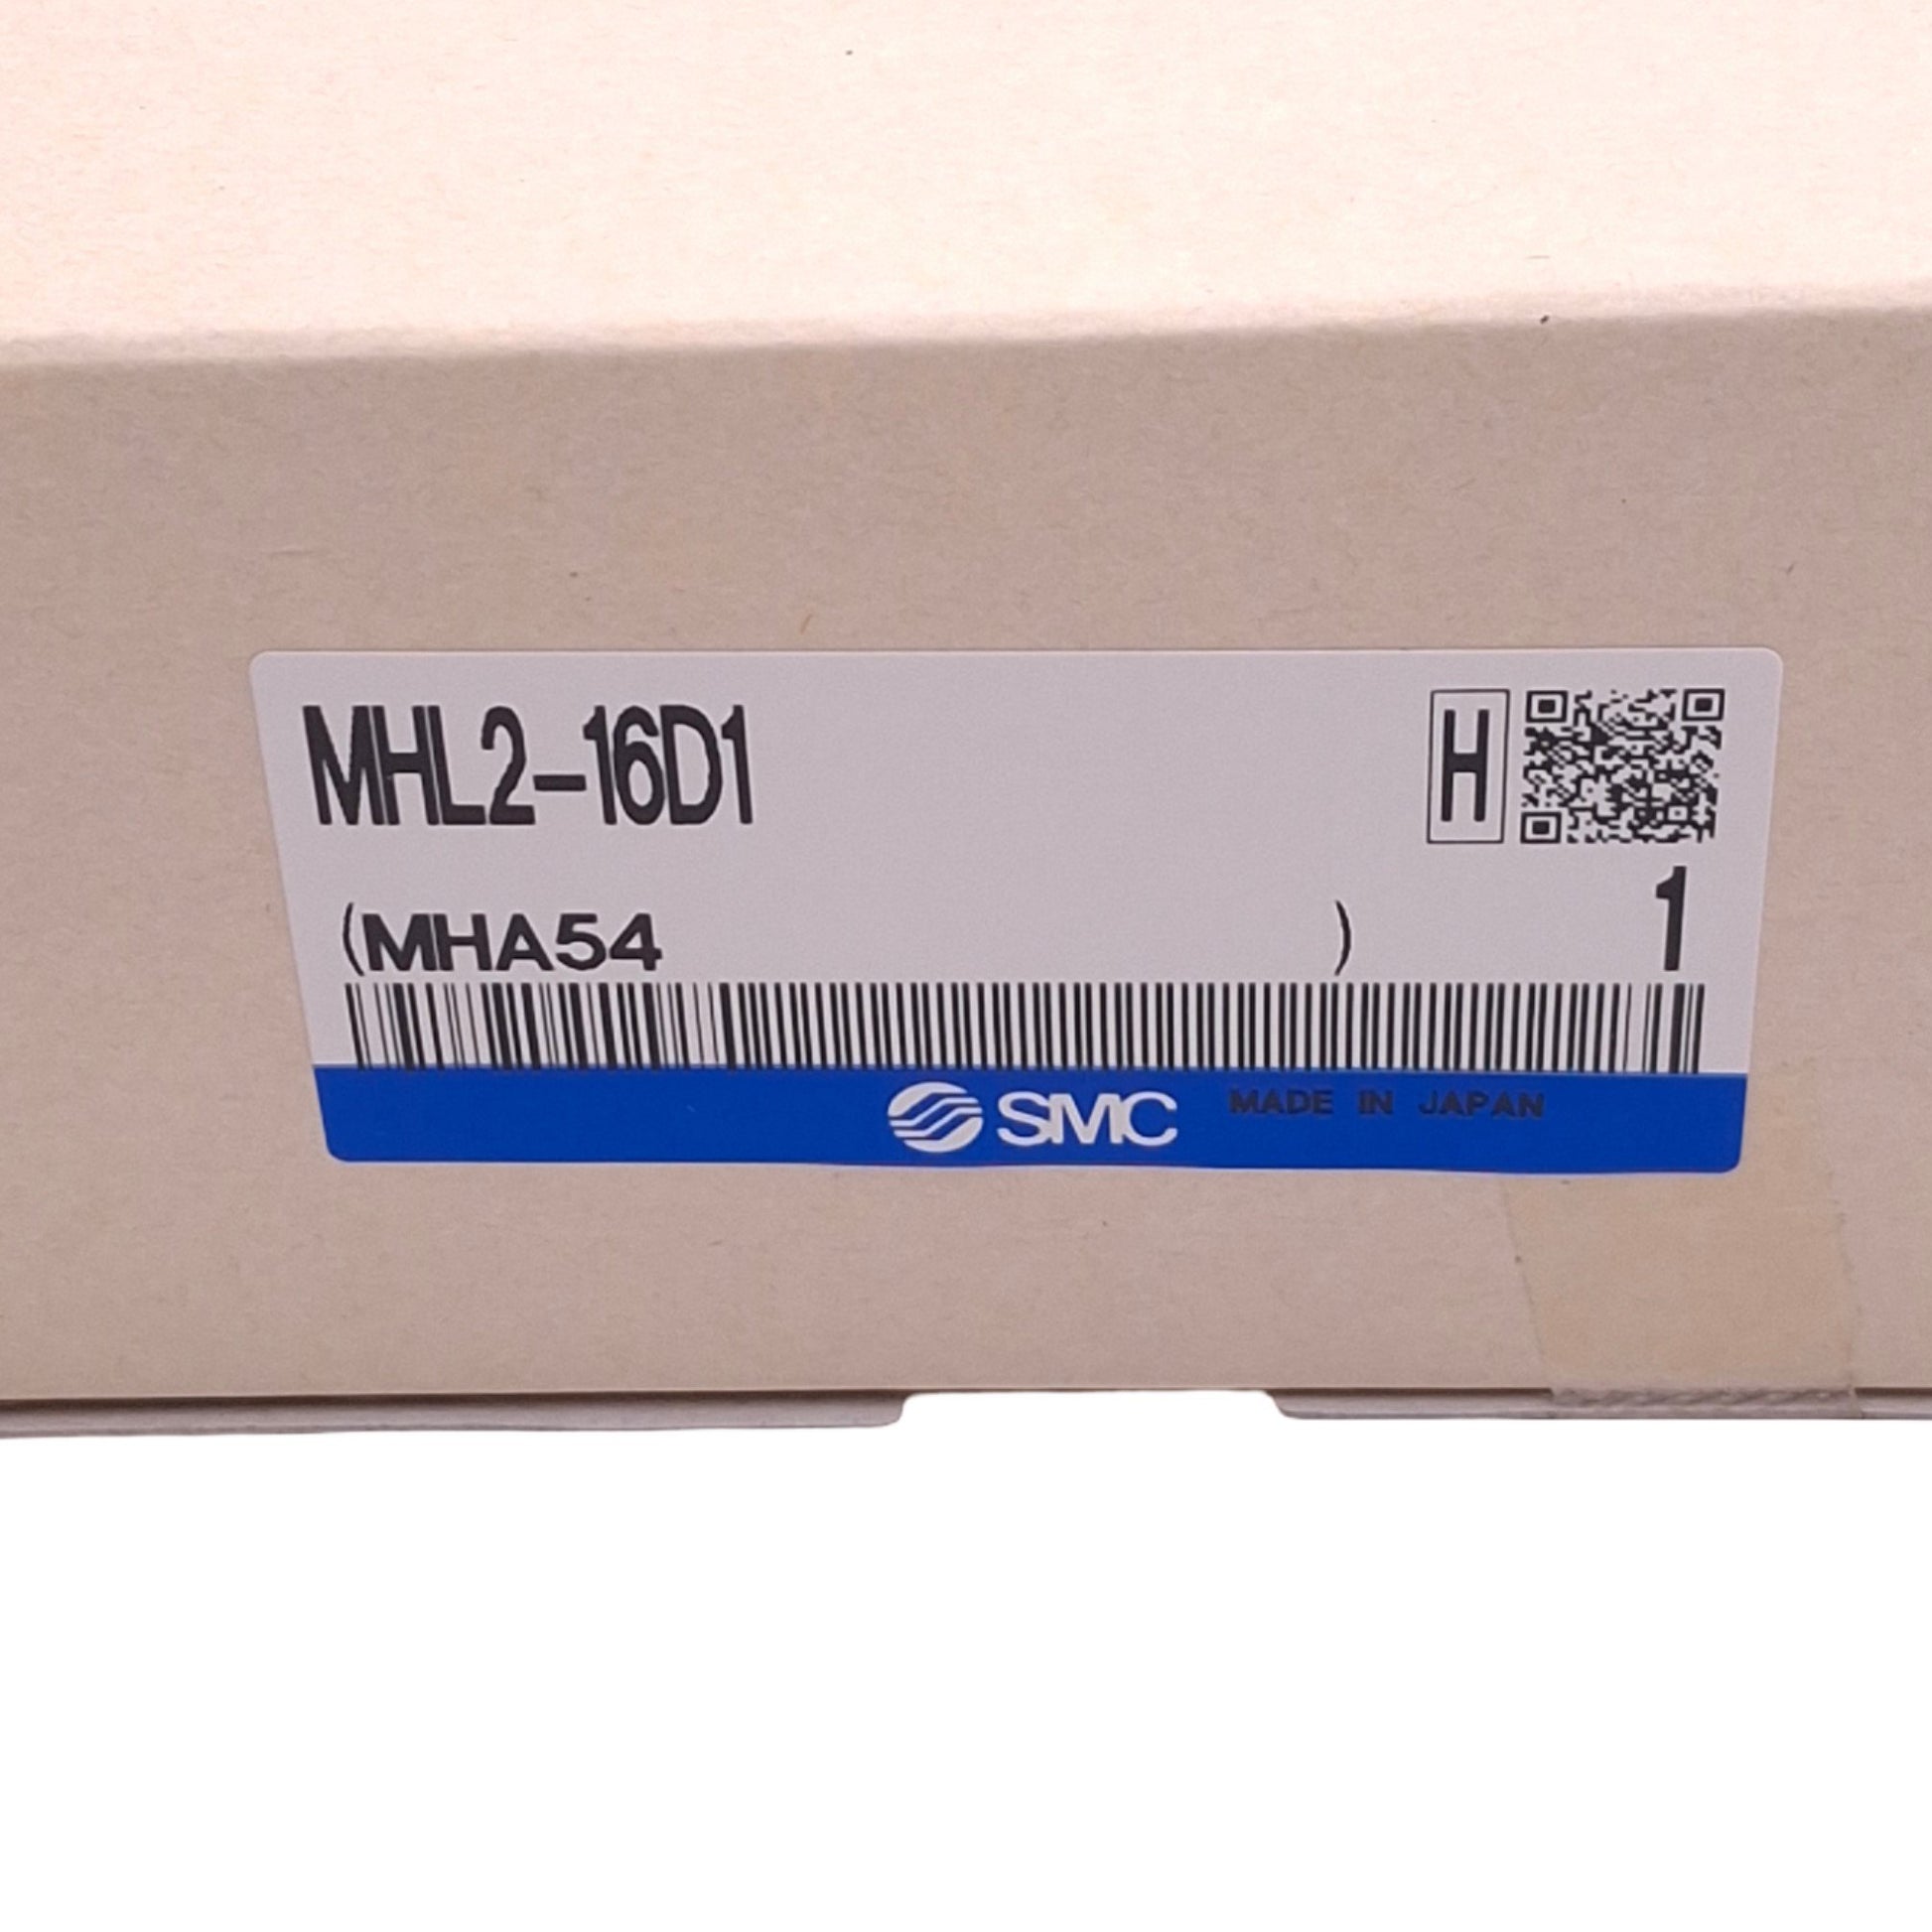 MHL2-16D1
H
1
(MHA54 )
SMC
MADE IN JAPAN